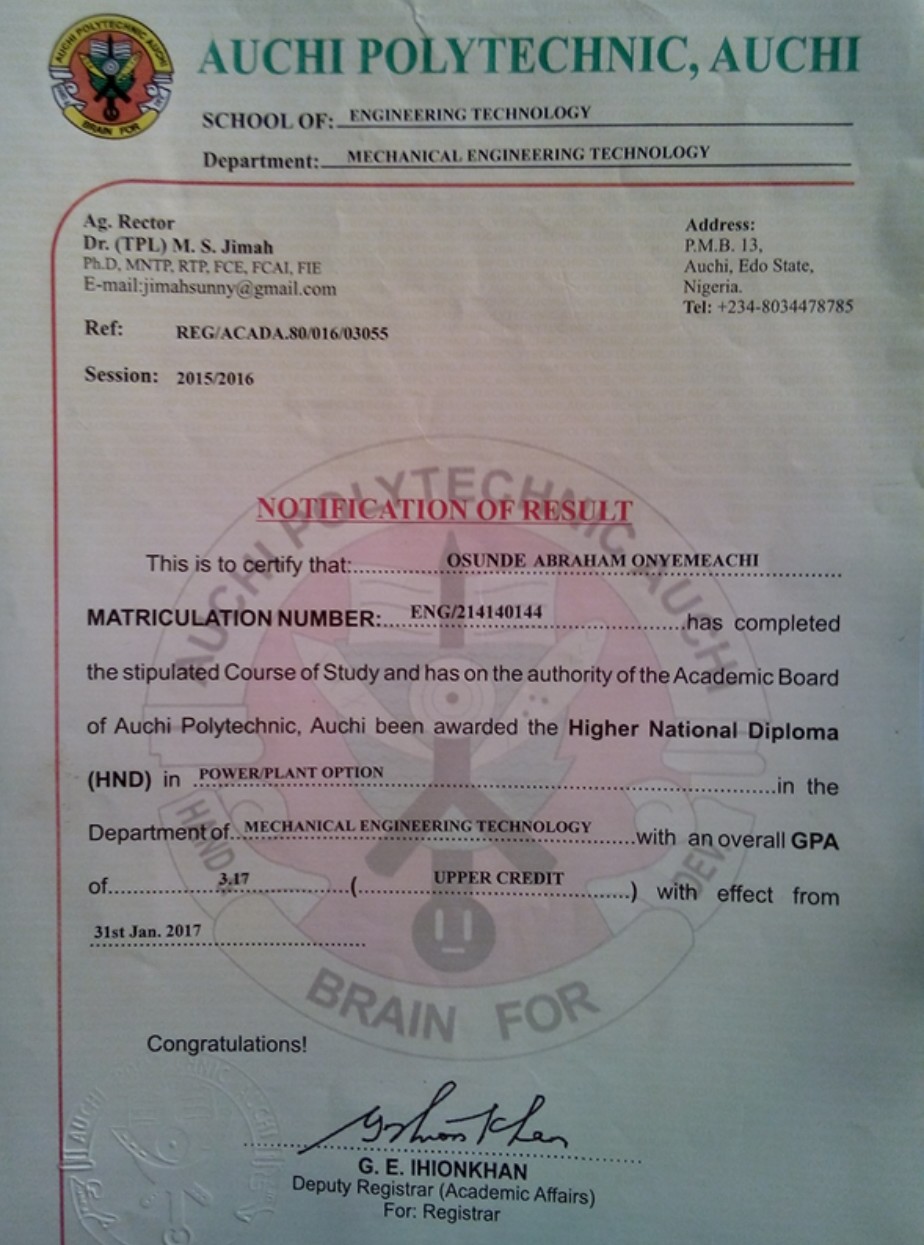 AUCHI POLYTECHNIC AUCHI
BRAIN FOR
AUCHI POLYTECHNIC, AUCHI
SCHOOL OF: ENGINEERING TECHNOLOGY
Department: MECHANICAL ENGINEERING TECHNOLOGY
Ag. Rector
Dr. (TPL) M. S. Jimah
Ph.D, MNTP, RTP, FCE, FCAI, FIE
E-mail:jimahsunny@gmail.com
Address:
P.M.B. 13,
Auchi, Edo State,
Nigeria.
Tel: +234-8034478785
Ref: REG/ACADA.80/016/03055
Session: 2015/2016
AUCHI POLYTECHNIC AUCHI
NOTIFICATION OF RESULT
This is to certify that: OSUNDE ABRAHAM ONYEMEACHI
MATRICULATION NUMBER: ENG/214140144 has completed
the stipulated Course of Study and has on the authority of the Academic Board
of Auchi Polytechnic, Auchi been awarded the Higher National Diploma
(HND) in POWER/PLANT OPTION in the
Department of MECHANICAL ENGINEERING TECHNOLOGY with an overall GPA
of 3.17 ( UPPER CREDIT ) with effect from
31st Jan. 2017
HAND
DEV.
BRAIN FOR
Congratulations!
AUCHI POLYTECHNIC AUCHI
G. E. IHIONKHAN
Deputy Registrar (Academic Affairs)
For: Registrar